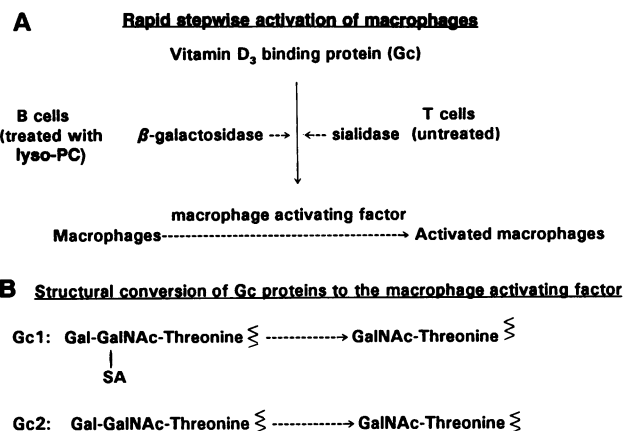 A Rapid stepwise activation of macrophages
Vitamin D3 binding protein (Gc)
B cells
(treated with
lyso-PC)
β-galactosidase
sialidase
T cells
(untreated)
macrophage activating factor
Macrophages
Activated macrophages
B Structural conversion of Gc proteins to the macrophage activating factor
Gc1: Gal-GalNAc-Threonine GalNAc-Threonine
SA
Gc2: Gal-GalNAc-Threonine GalNAc-Threonine